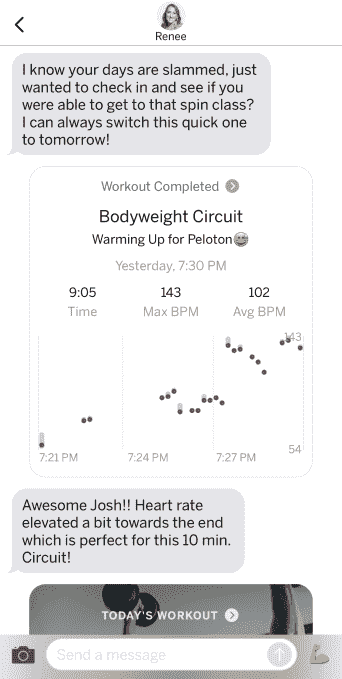 Renee
I know your days are slammed, just
wanted to check in and see if you
were able to get to that spin class?
I can always switch this quick one
to tomorrow!
Workout Completed
Bodyweight Circuit
Warming Up for Peloton
Yesterday, 7:30 PM
9:05 143 102
Time Max BPM Avg BPM
143
54
7:21 PM 7:24 PM 7:27 PM
Awesome Josh!! Heart rate
elevated a bit towards the end
which is perfect for this 10 min.
Circuit!
TODAY'S WORKOUT
Send a message